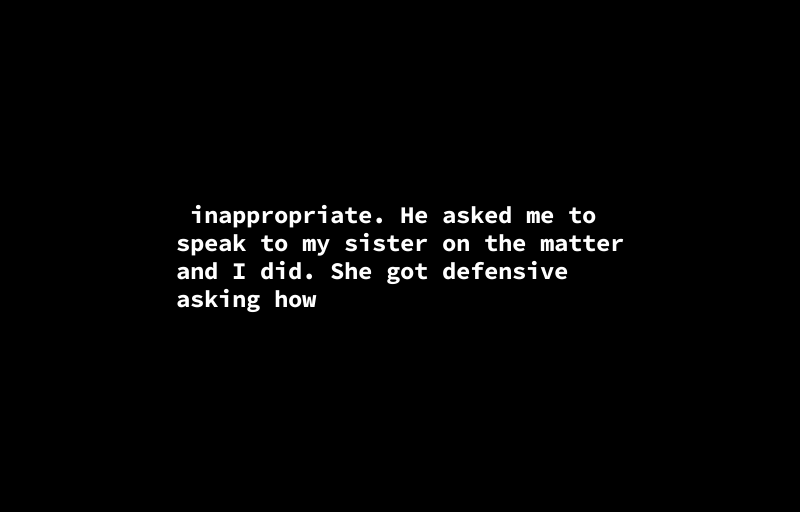 inappropriate. He asked me to
speak to my sister on the matter
and I did. She got defensive
asking how